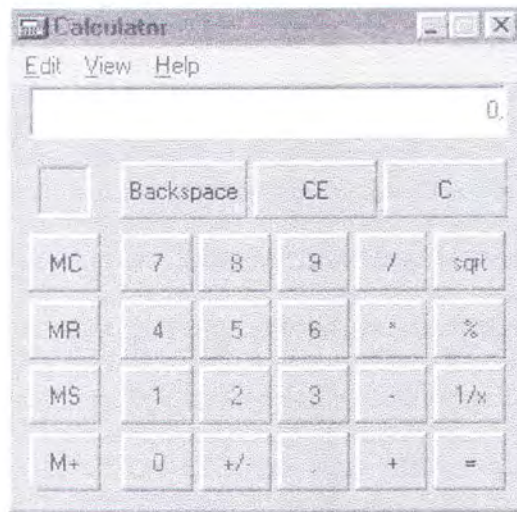 Calculator
Edit View Help
0.
Backspace CE C
MC 7 8 9 / sqrt
MR 4 5 6 * %
MS 1 2 3 - 1/x
M+ 0 +/- . + =